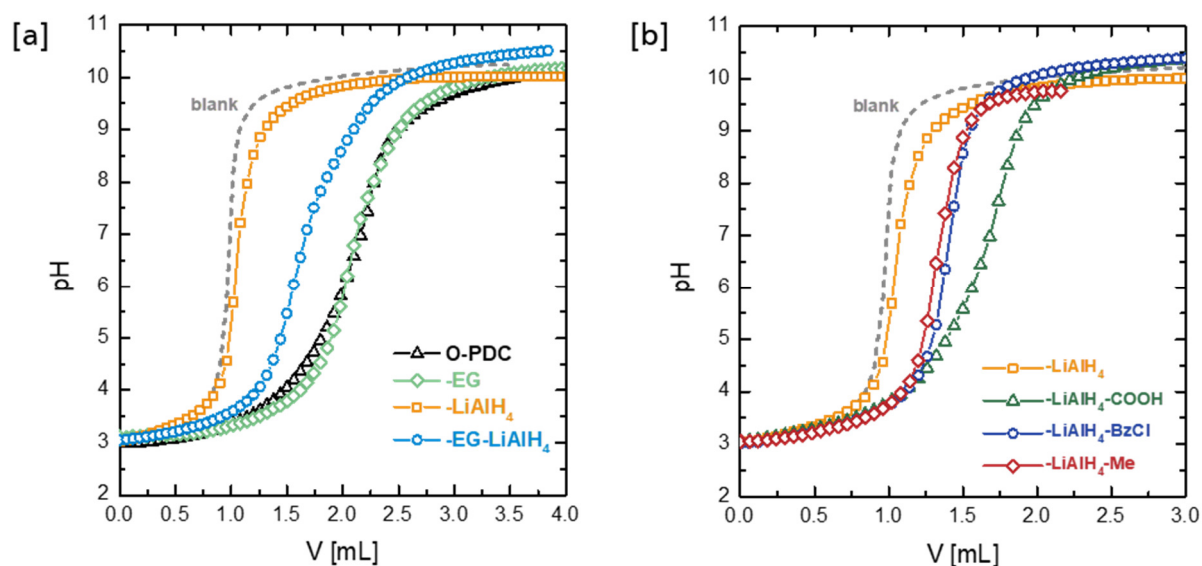 [a]
11
10
9
8
7
6
5
4
3
2
pH
blank
O-PDC
-EG
-LiAlH₄
-EG-LiAlH₄
0.0 0.5 1.0 1.5 2.0 2.5 3.0 3.5 4.0
V [mL]
[b]
11
10
9
8
7
6
5
4
3
2
pH
blank
-LiAlH₄
-LiAlH₄-COOH
-LiAlH₄-BzCl
-LiAlH₄-Me
0.0 0.5 1.0 1.5 2.0 2.5 3.0
V [mL]